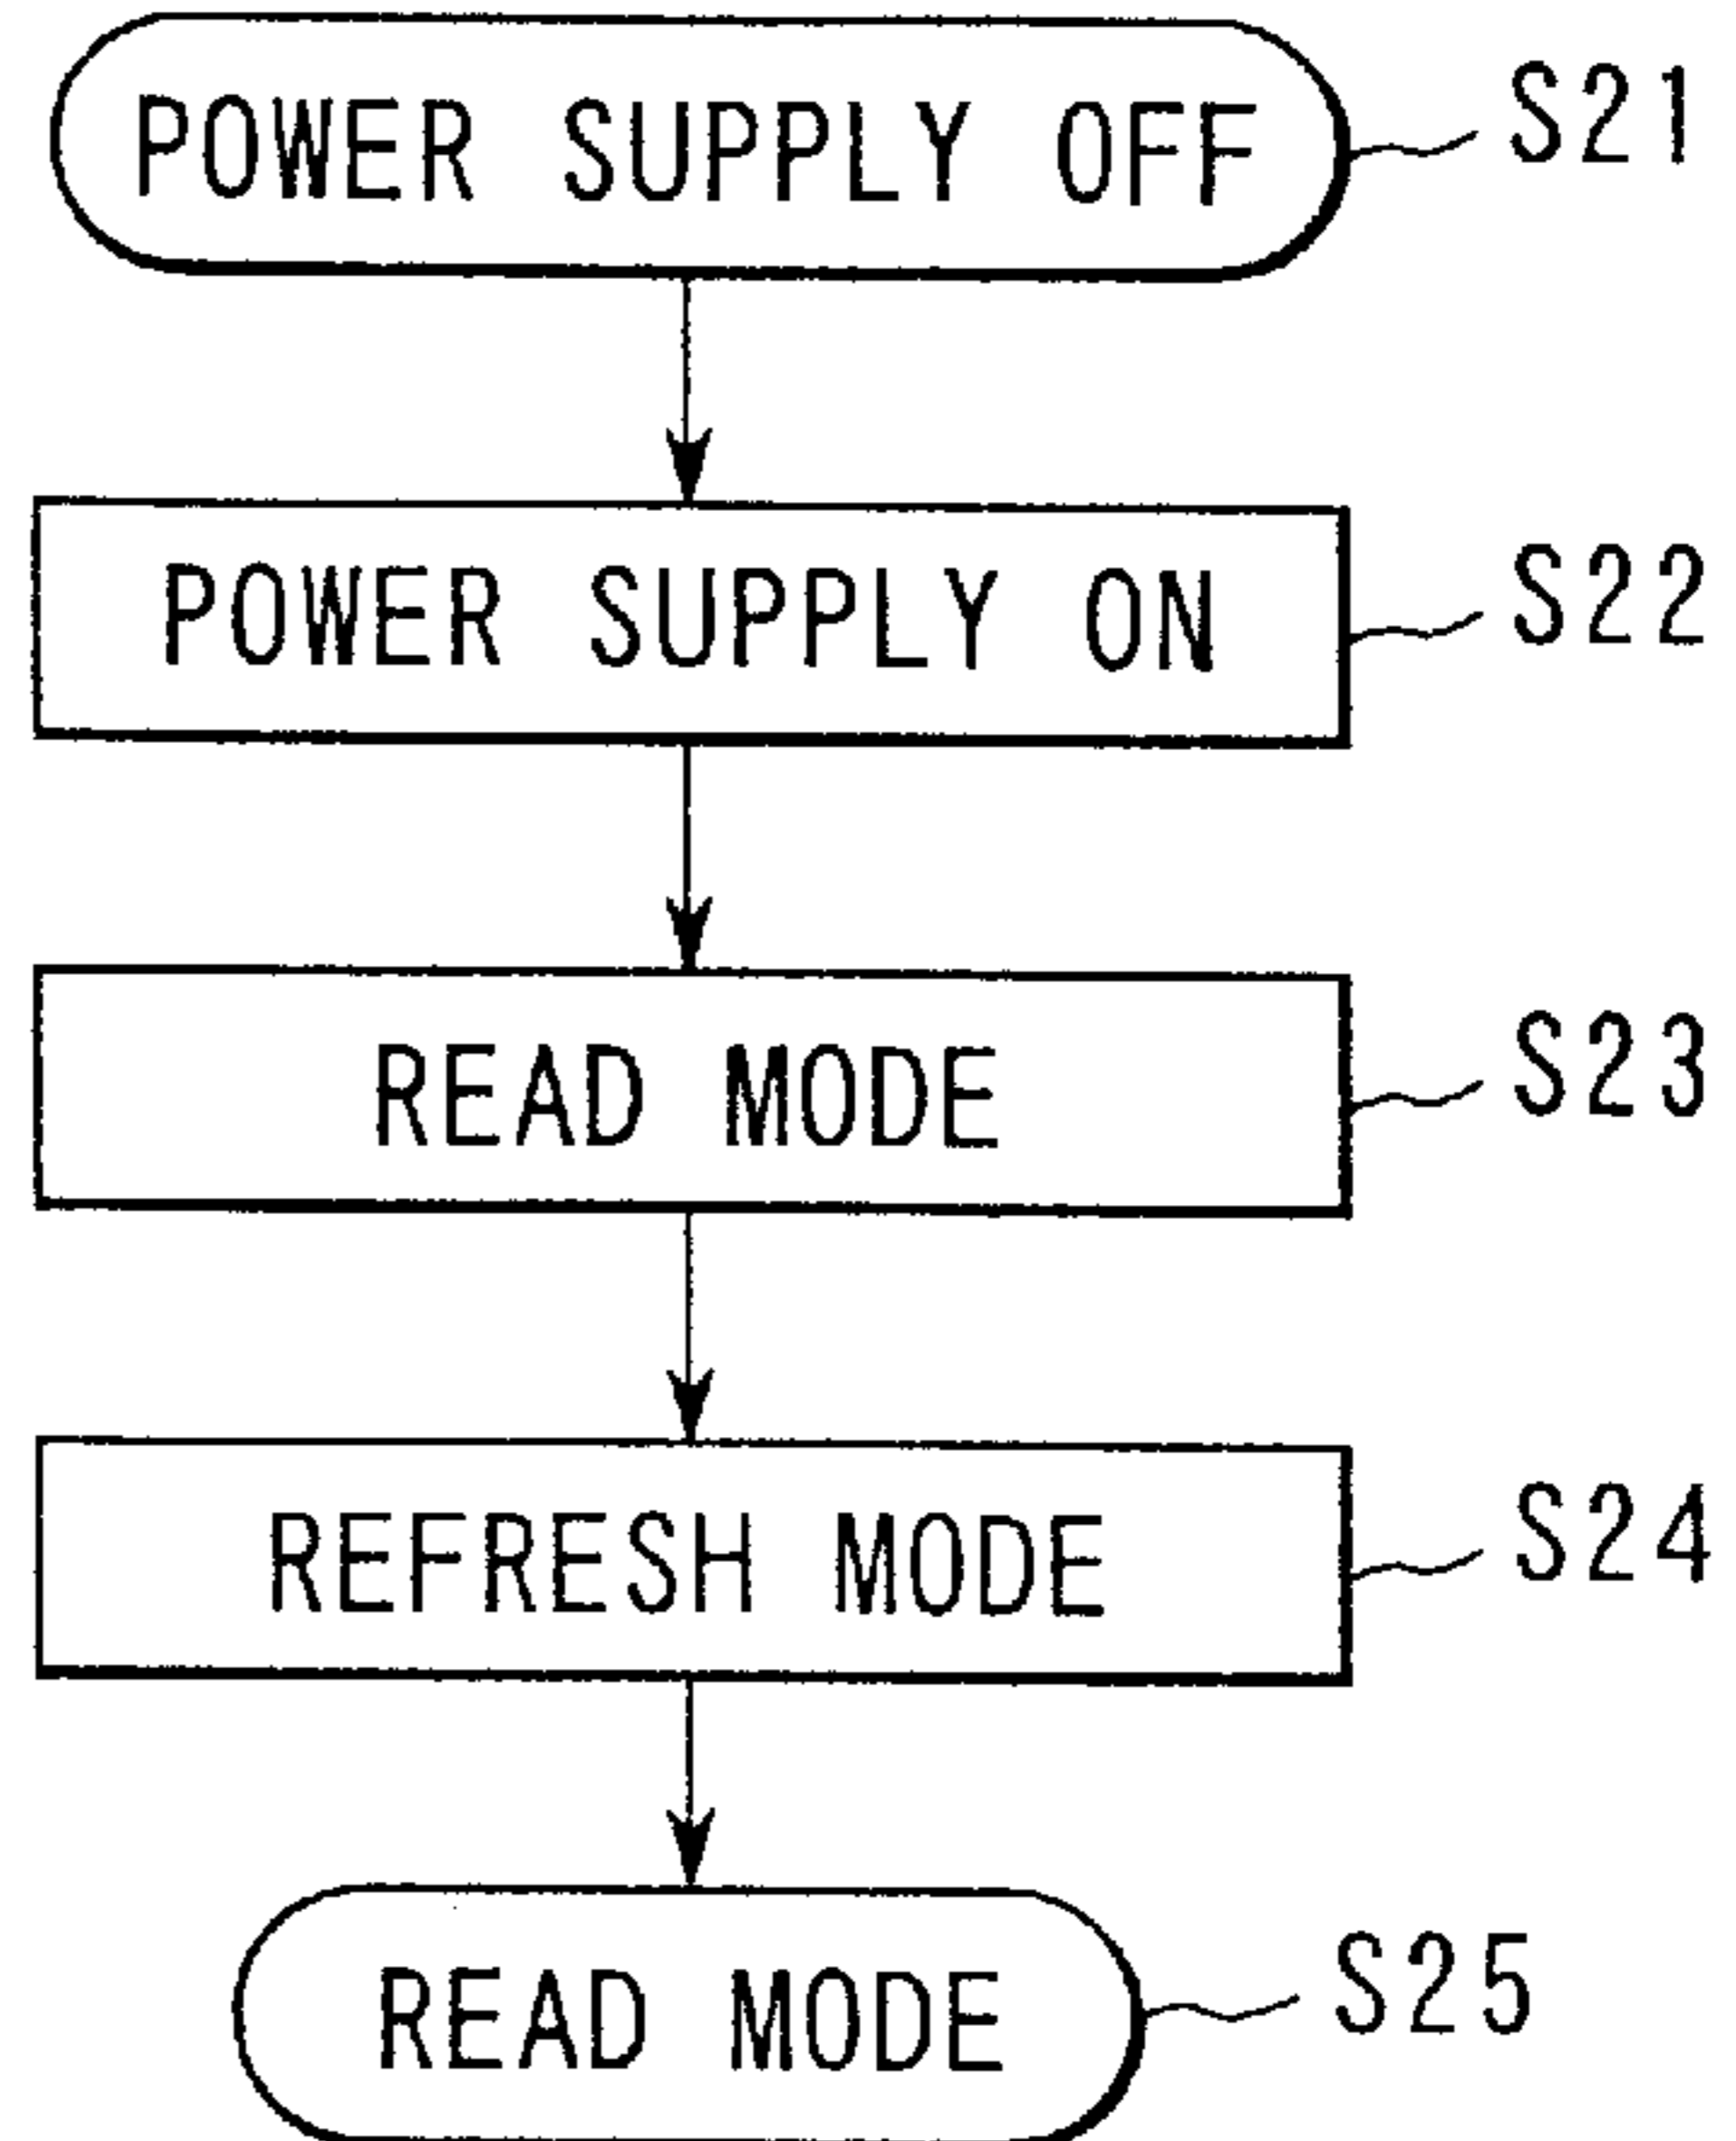 POWER SUPPLY OFF S21
POWER SUPPLY ON S22
READ MODE S23
REFRESH MODE S24
READ MODE S25